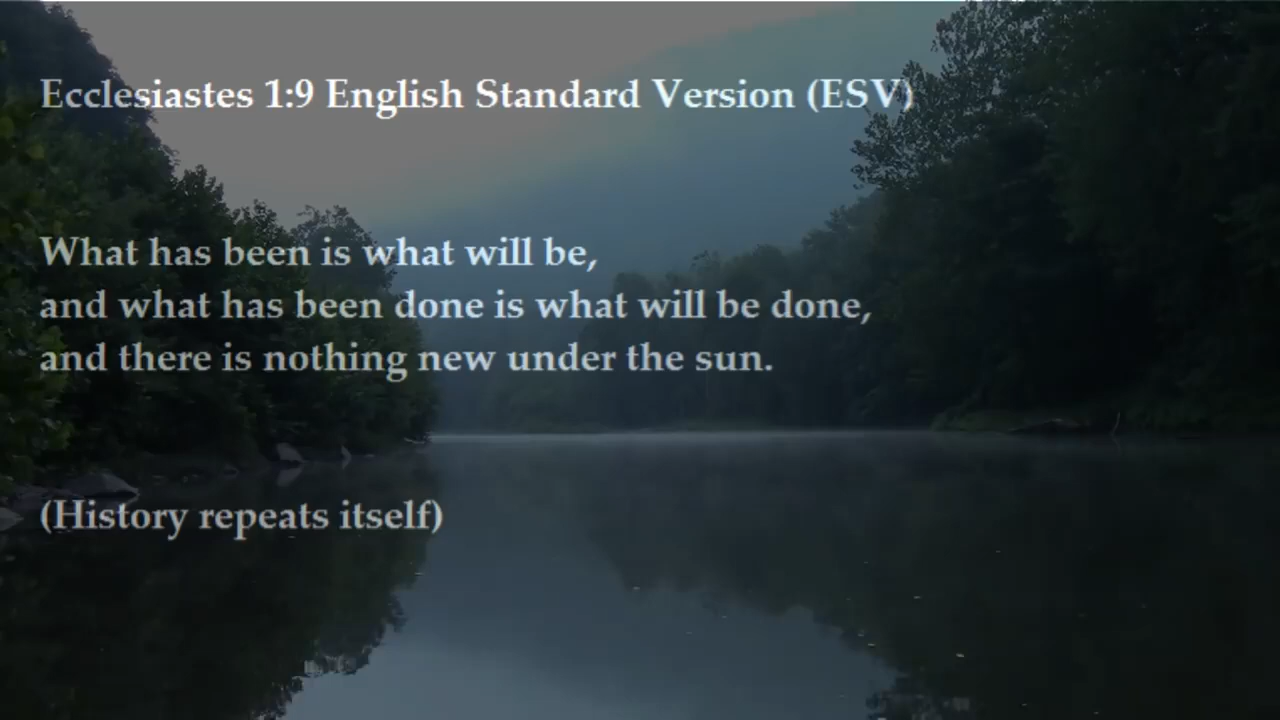 Ecclesiastes 1:9 English Standard Version (ESV)
What has been is what will be,
and what has been done is what will be done,
and there is nothing new under the sun.
(History repeats itself)